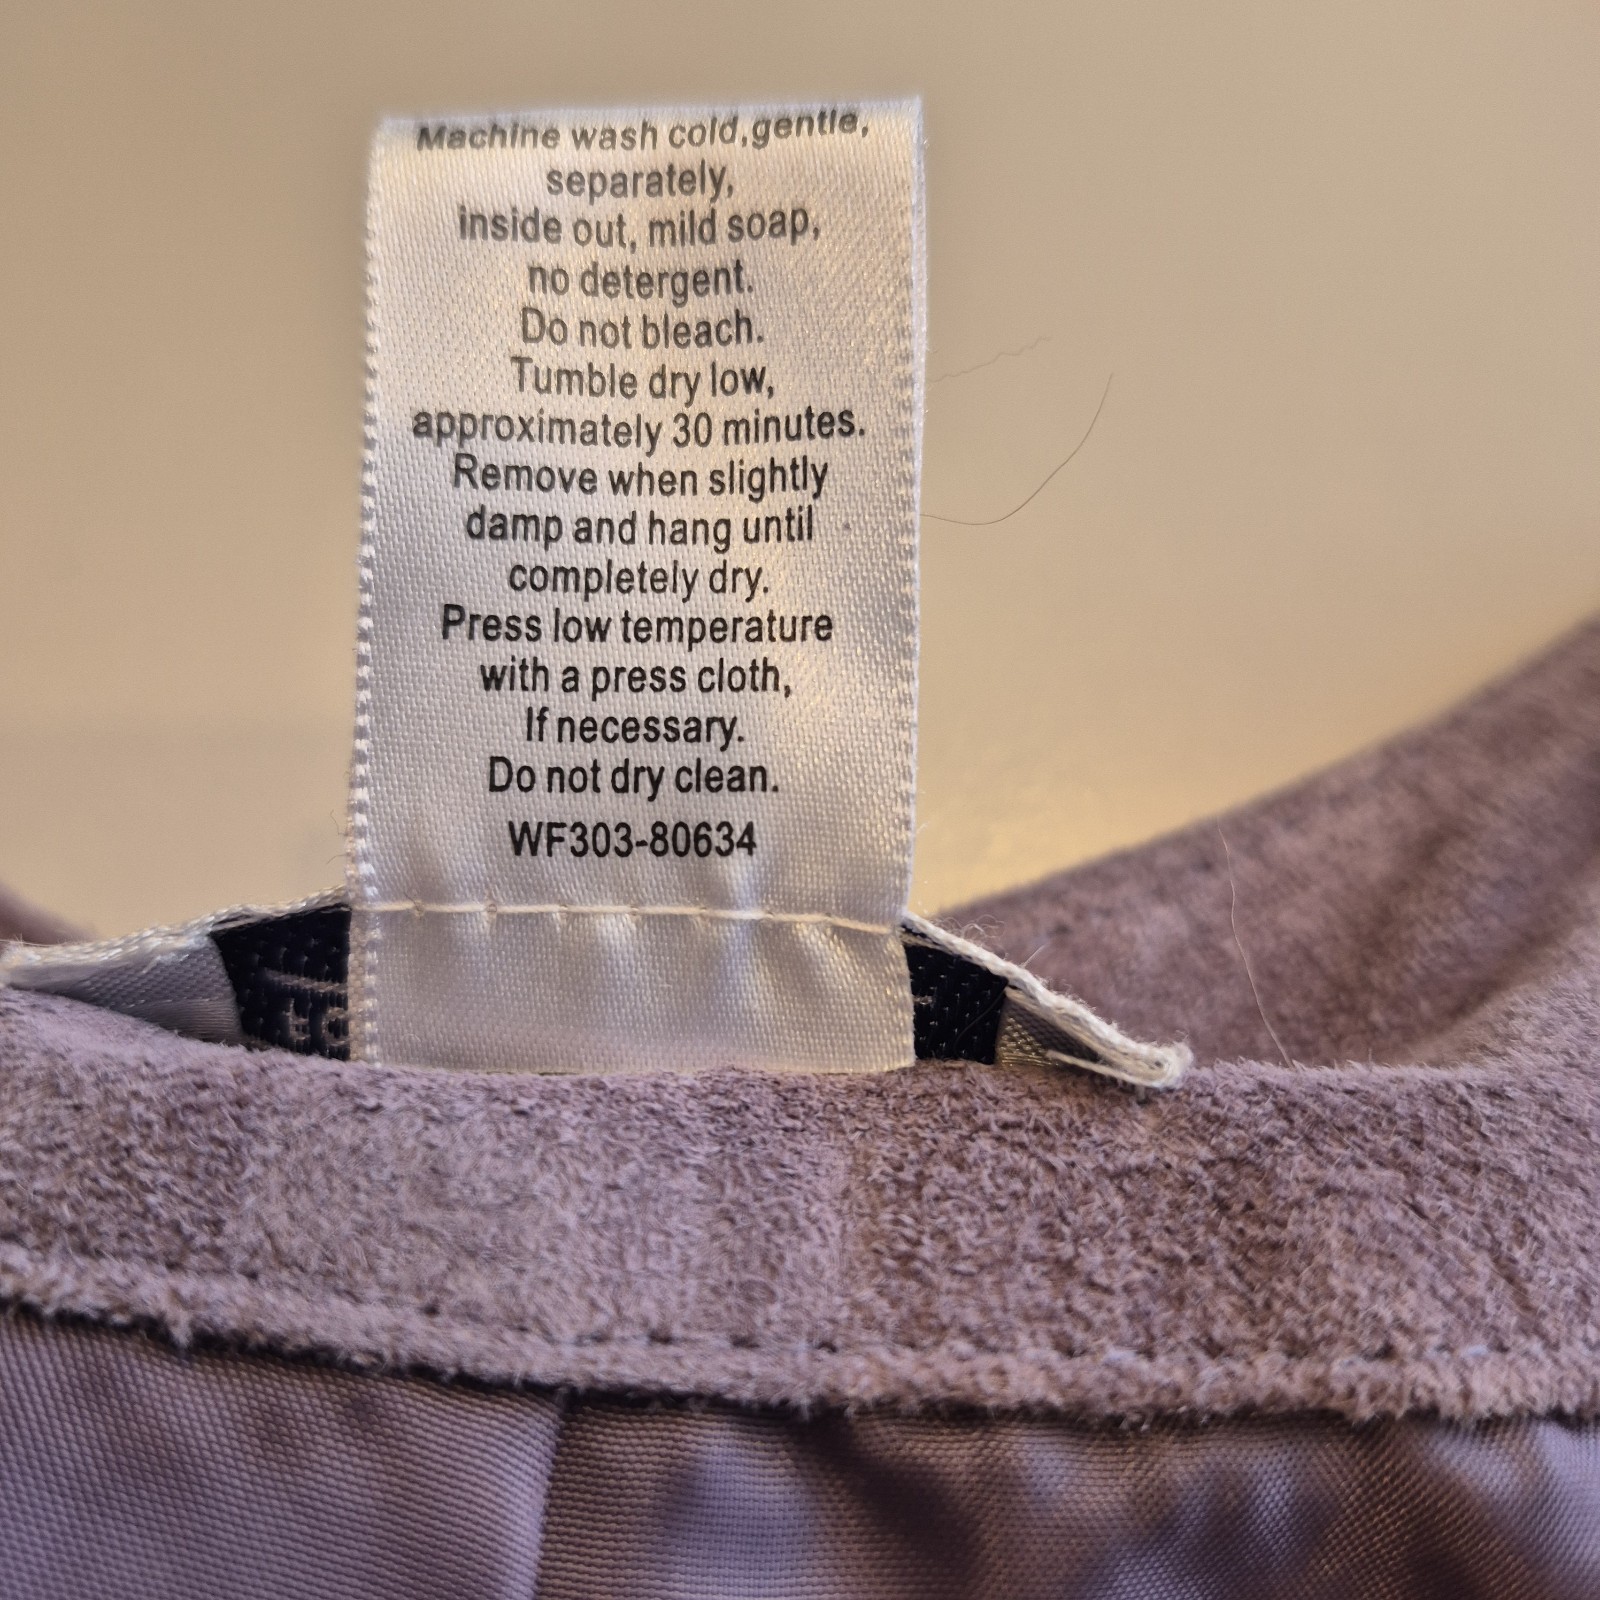 Machine wash cold,gentle,
separately,
inside out, mild soap,
no detergent.
Do not bleach.
Tumble dry low,
approximately 30 minutes.
Remove when slightly
damp and hang until
completely dry.
Press low temperature
with a press cloth,
If necessary.
Do not dry clean.
WF303-80634